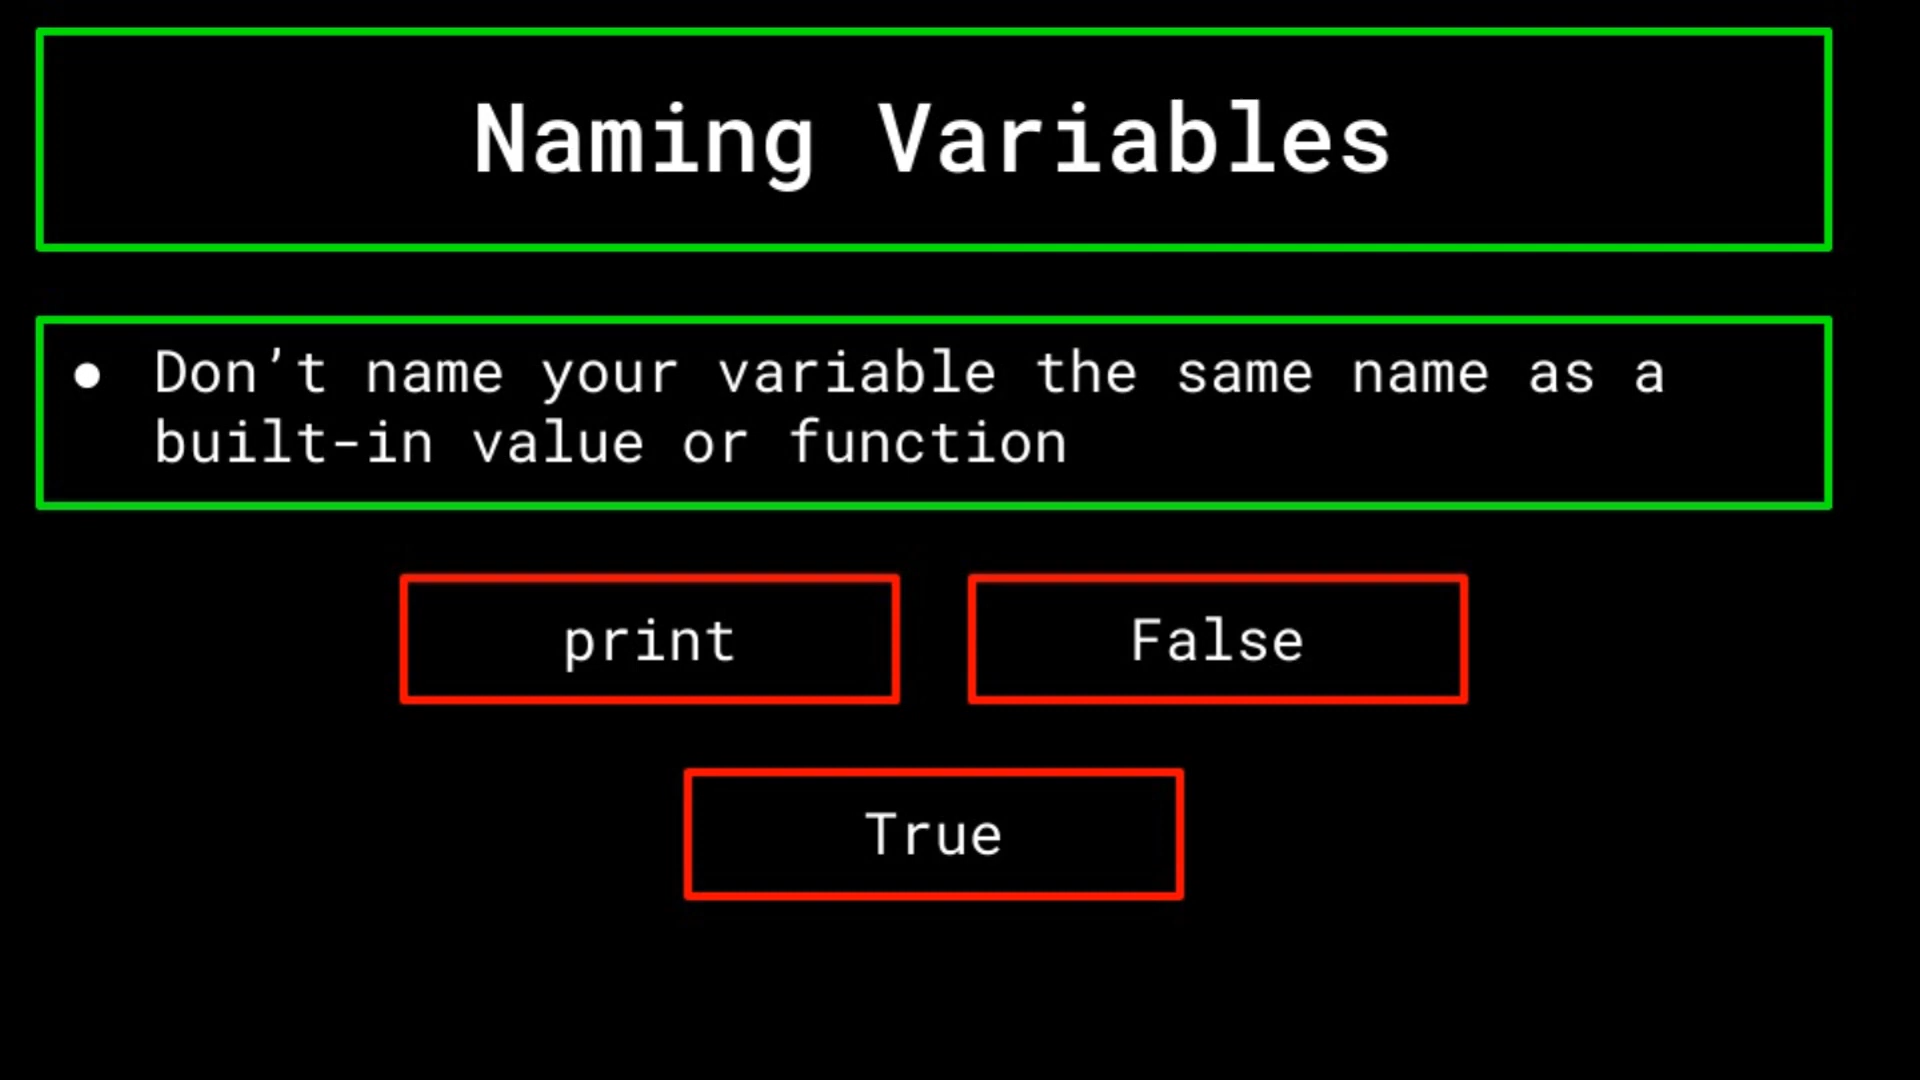 Naming Variables
● Don’t name your variable the same name as a
built-in value or function
print
False
True